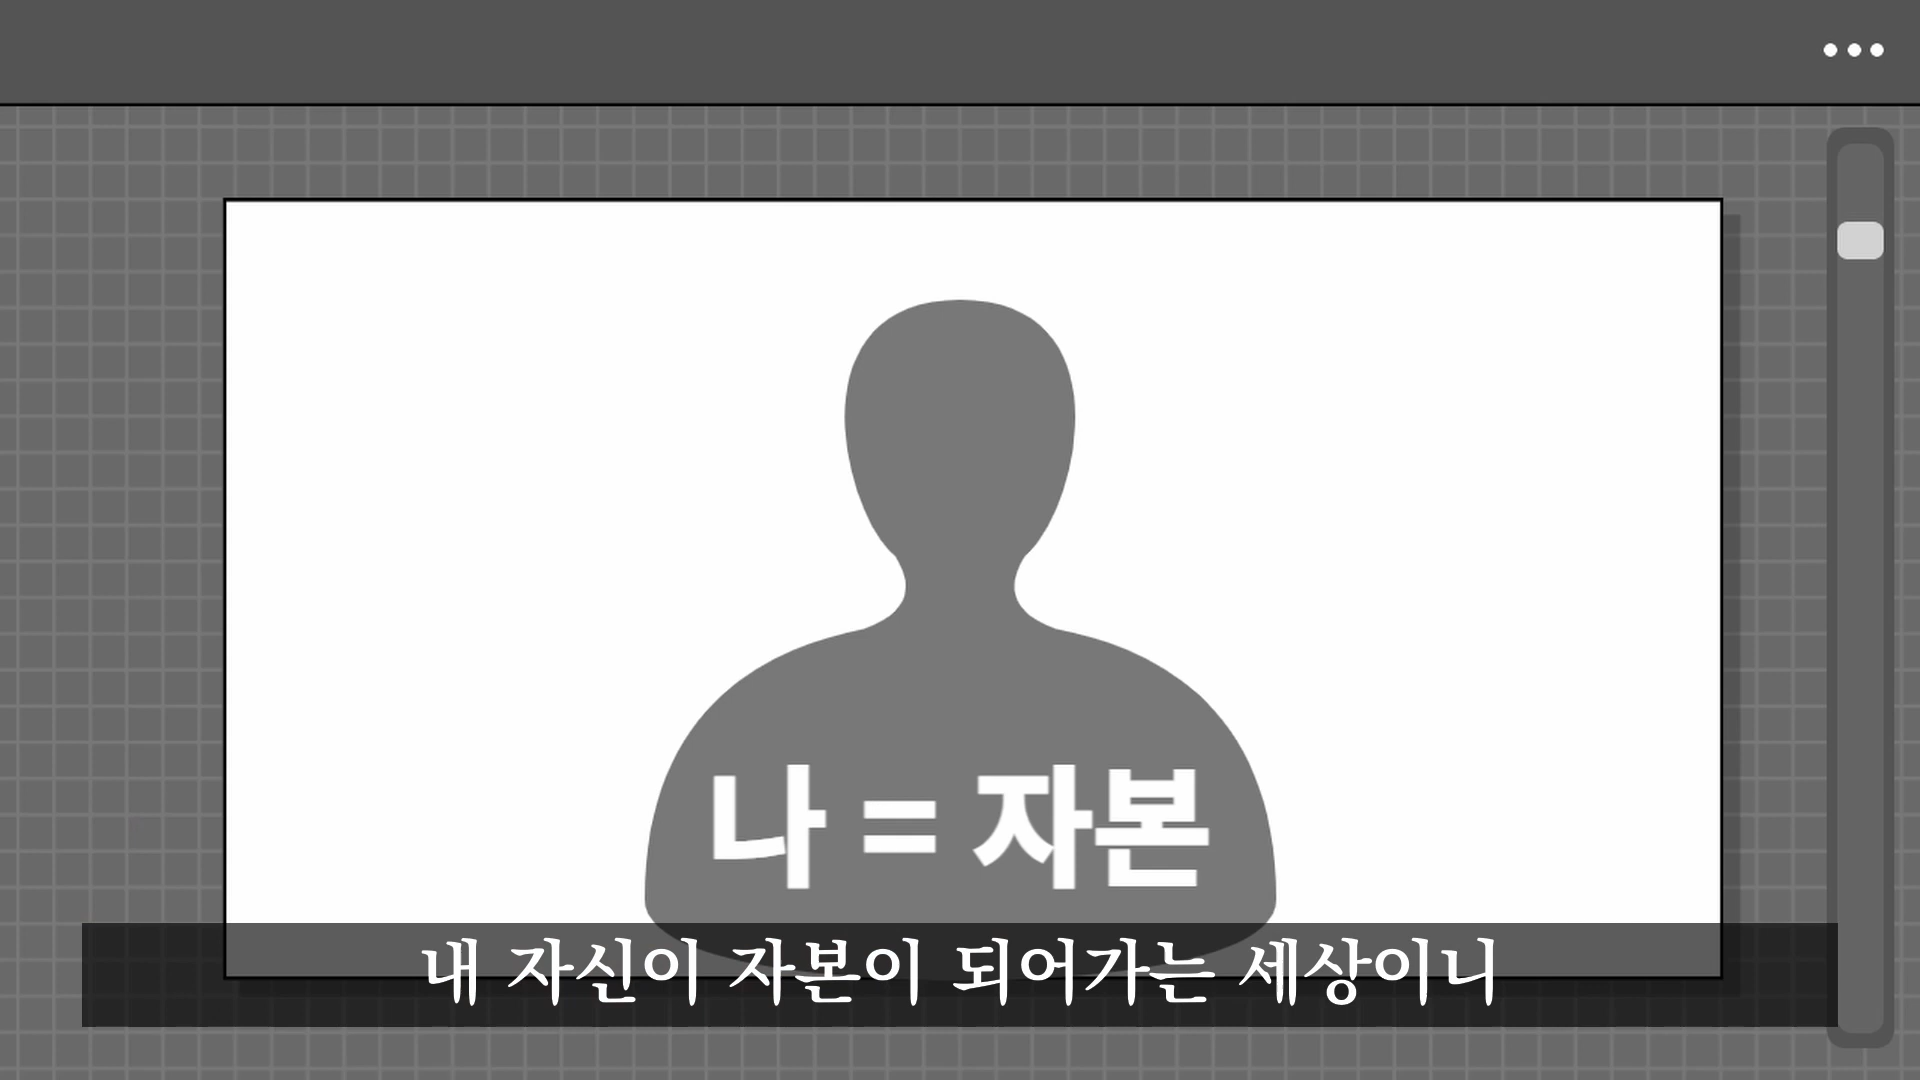 나 = 자본
내 자신이 자본이 되어가는 세상이니